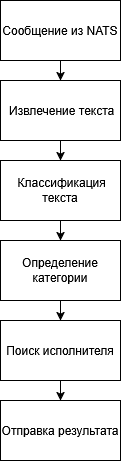 Сообщение из NATS
Извлечение текста
Классификация
текста
Определение
категории
Поиск исполнителя
Отправка результата